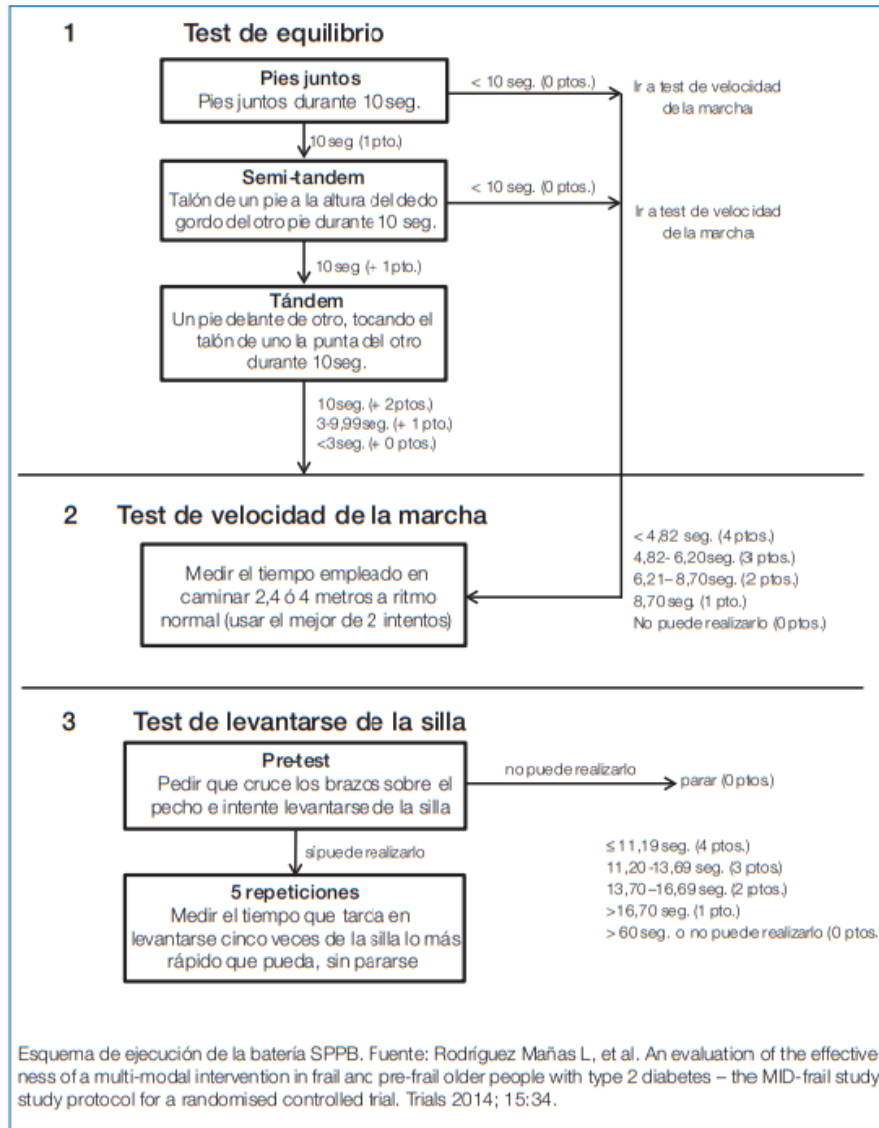 1 Test de equilibrio
Pies juntos
Pies juntos durante 10 seg.
< 10 seg. (0 ptos.)
Ir a test de velocidad
de la marcha
10 seg (1 pto.)
Semi-tandem
Talón de un pie a la altura del dedo
gordo del otro pie durante 10 seg.
< 10 seg. (0 ptos.)
Ir a test de velocidad
de la marcha
10 seg (+ 1 pto.)
Tándem
Un pie delante de otro, tocando el
talón de uno la punta del otro
durante 10 seg.
10 seg. (+ 2 ptos.)
3-9,99 seg. (+ 1 pto.)
<3 seg. (+ 0 ptos.)
2 Test de velocidad de la marcha
Medir el tiempo empleado en
caminar 2,4 ó 4 metros a ritmo
normal (usar el mejor de 2 intentos)
< 4,82 seg. (4 ptos.)
4,82- 6,20 seg. (3 ptos.)
6,21– 8,70 seg. (2 ptos.)
8,70 seg. (1 pto.)
No puede realizarlo (0 ptos.)
3 Test de levantarse de la silla
Pre-test
Pedir que cruce los brazos sobre el
pecho e intente levantarse de la silla
no puede realizarlo
parar (0 ptos.)
sí puede realizarlo
5 repeticiones
Medir el tiempo que tarda en
levantarse cinco veces de la silla lo más
rápido que pueda, sin pararse
≤ 11,19 seg. (4 ptos.)
11,20 -13,69 seg. (3 ptos)
13,70 –16,69 seg. (2 ptos.)
>16,70 seg. (1 pto.)
> 60 seg. o no puede realizarlo (0 ptos.
Esquema de ejecución de la batería SPPB. Fuente: Rodríguez Mañas L, et al. An evaluation of the effective-
ness of a multi-modal intervention in frail and pre-frail older people with type 2 diabetes – the MID-frail study
study protocol for a randomised controlled trial. Trials 2014; 15:34.